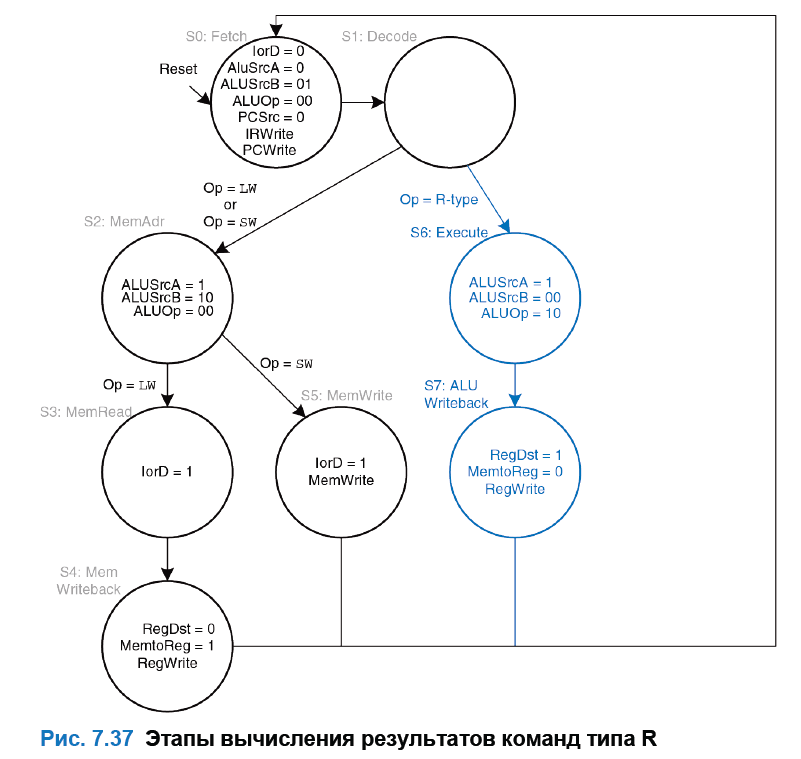 S0: Fetch
S1: Decode
Reset
IorD = 0
AluSrcA = 0
ALUSrcB = 01
ALUOp = 00
PCSrc = 0
IRWrite
PCWrite
Op = LW
or
Op = SW
Op = R-type
S2: MemAdr
S6: Execute
ALUSrcA = 1
ALUSrcB = 10
ALUOp = 00
ALUSrcA = 1
ALUSrcB = 00
ALUOp = 10
Op = LW
Op = SW
S3: MemRead
S5: MemWrite
S7: ALU
Writeback
IorD = 1
IorD = 1
MemWrite
RegDst = 1
MemtoReg = 0
RegWrite
S4: Mem
Writeback
RegDst = 0
MemtoReg = 1
RegWrite
Рис. 7.37 Этапы вычисления результатов команд типа R